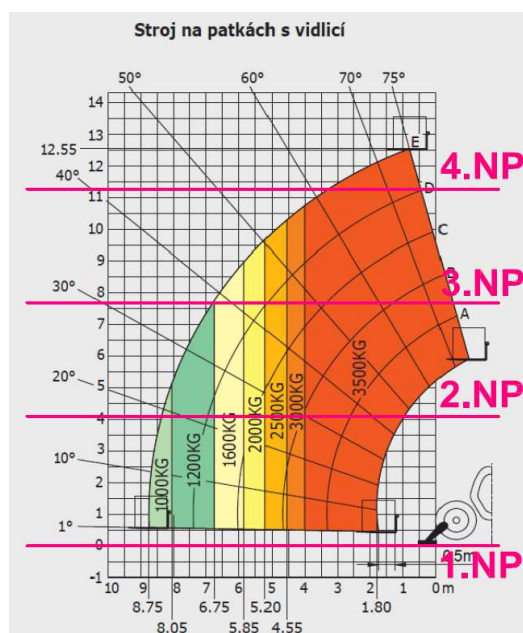 Stroj na patkách s vidlicí
50° 60° 70° 75°
14
13
12.55
12
E
4.NP
40°
11
D
10
C
9
30°
8
B
3.NP
7
A
6
20°
5
2.NP
4
3
10°
2
1
1°
0
-1
1000KG
1200KG
1600KG
2000KG
2500KG
3000KG
3500KG
0,5m
1.NP
10 9 8 7 6 5 4 3 2 1 0 m
8.75 6.75 5.20 1.80
8.05 5.85 4.55